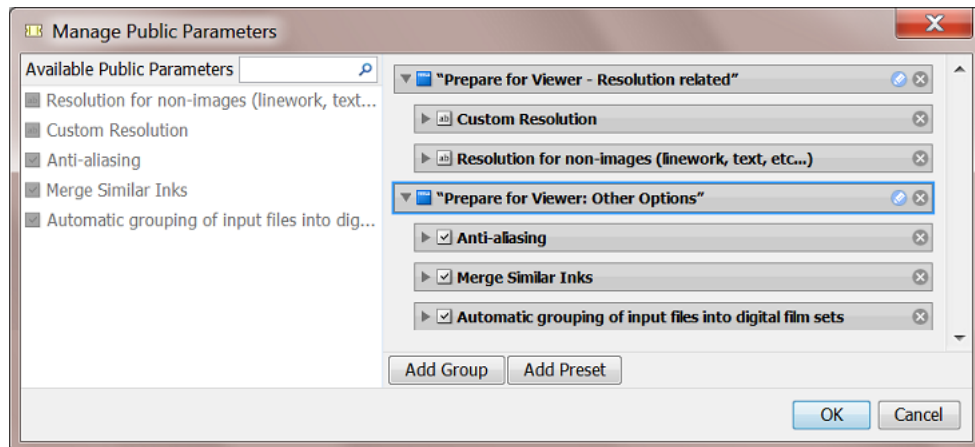 Manage Public Parameters
Available Public Parameters
Resolution for non-images (linework, text...
Custom Resolution
Anti-aliasing
Merge Similar Inks
Automatic grouping of input files into dig...
"Prepare for Viewer - Resolution related"
Custom Resolution
Resolution for non-images (linework, text, etc...)
"Prepare for Viewer: Other Options"
Anti-aliasing
Merge Similar Inks
Automatic grouping of input files into digital film sets
Add Group
Add Preset
OK
Cancel